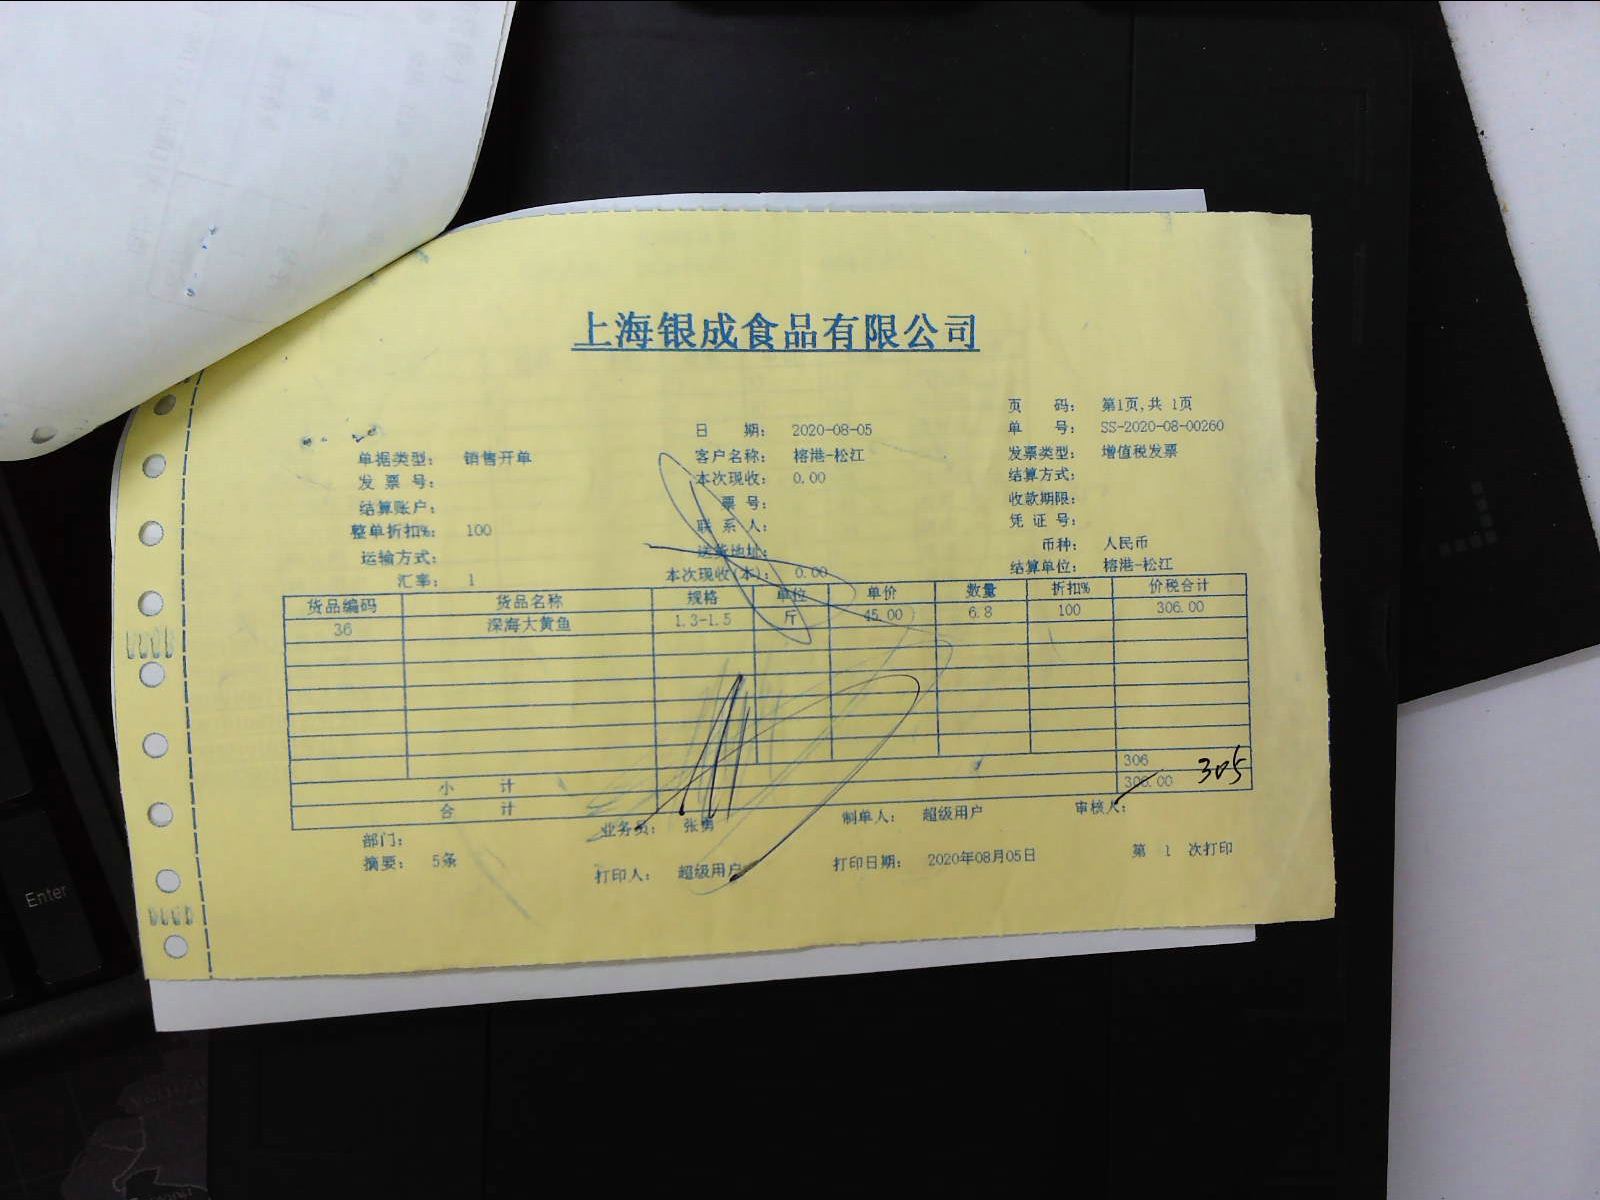 上海银成食品有限公司
页 码： 第1页,共 1页
日 期： 2020-08-05 单 号： SS-2020-08-00260
单据类型： 销售开单 客户名称： 榕港-松江 发票类型： 增值税发票
发 票 号： 本次现收： 0.00 结算方式：
结算账户： 票 号： 收款期限：
整单折扣%： 100 联 系 人： 凭 证 号：
运输方式： 送货地址： 币种： 人民币
汇率： 1 本次现收(本)： 0.00 结算单位： 榕港-松江
货品编码 货品名称 规格 单位 单价 数量 折扣% 价税合计
36 深海大黄鱼 1.3-1.5 斤 45.00 6.8 100 306.00
小 计 306
合 计 306.00 305
部门： 业务员： 张勇 制单人： 超级用户 审核人：
摘要： 5条 打印人： 超级用户 打印日期： 2020年08月05日 第 1 次打印
Enter